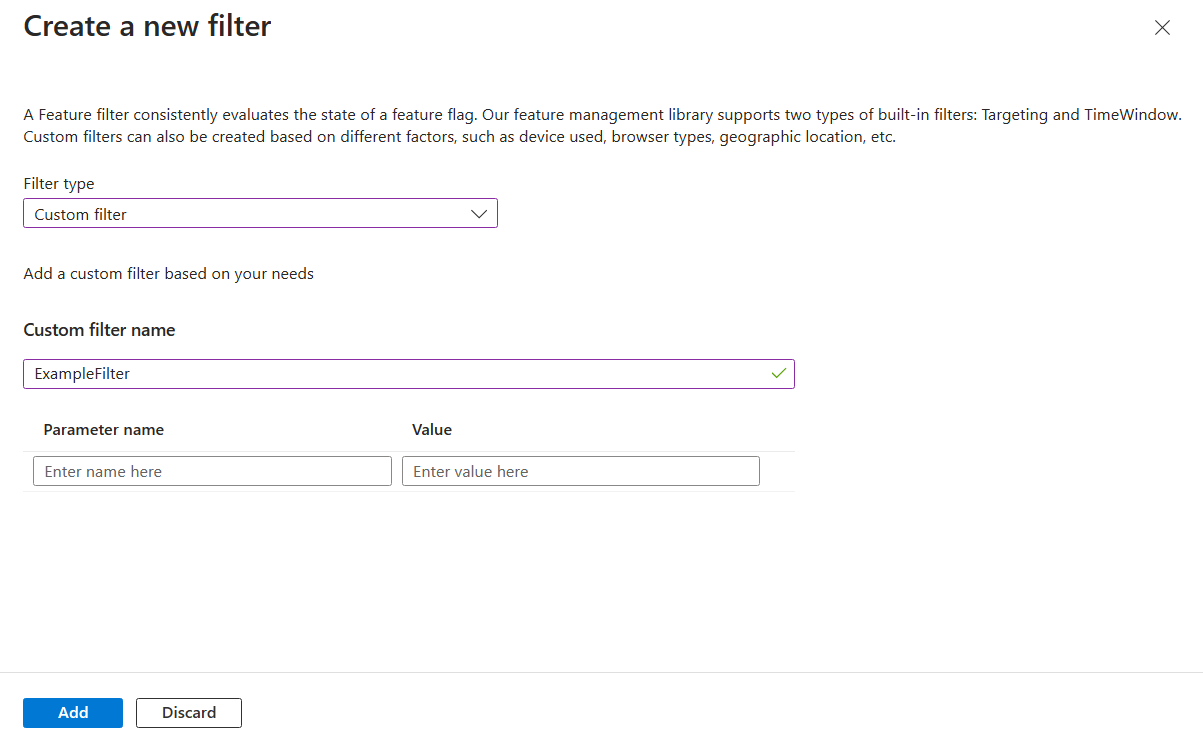 Create a new filter
A Feature filter consistently evaluates the state of a feature flag. Our feature management library supports two types of built-in filters: Targeting and TimeWindow.
Custom filters can also be created based on different factors, such as device used, browser types, geographic location, etc.
Filter type
Custom filter
Add a custom filter based on your needs
Custom filter name
ExampleFilter
Parameter name Value
Enter name here Enter value here
Add Discard